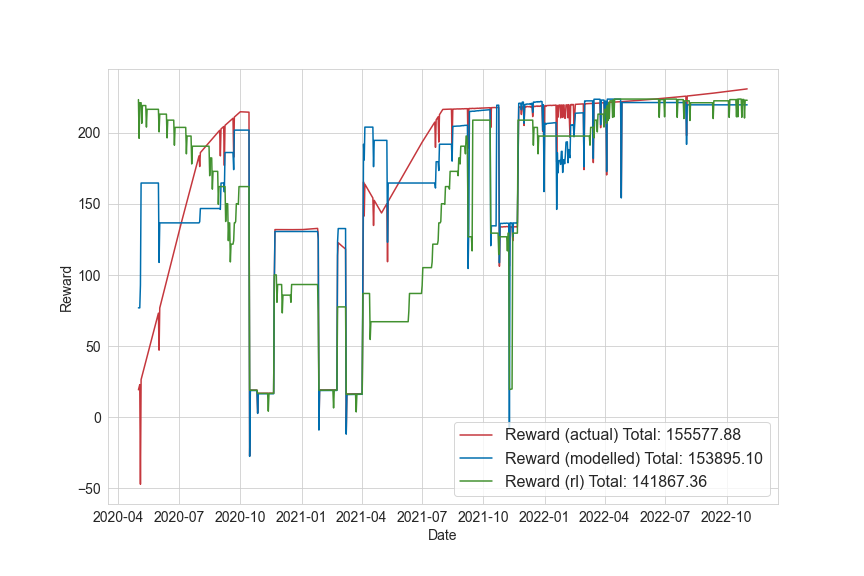 200
150
100
50
0
−50
Reward
Reward (actual) Total: 155577.88
Reward (modelled) Total: 153895.10
Reward (rl) Total: 141867.36
2020-04 2020-07 2020-10 2021-01 2021-04 2021-07 2021-10 2022-01 2022-04 2022-07 2022-10
Date